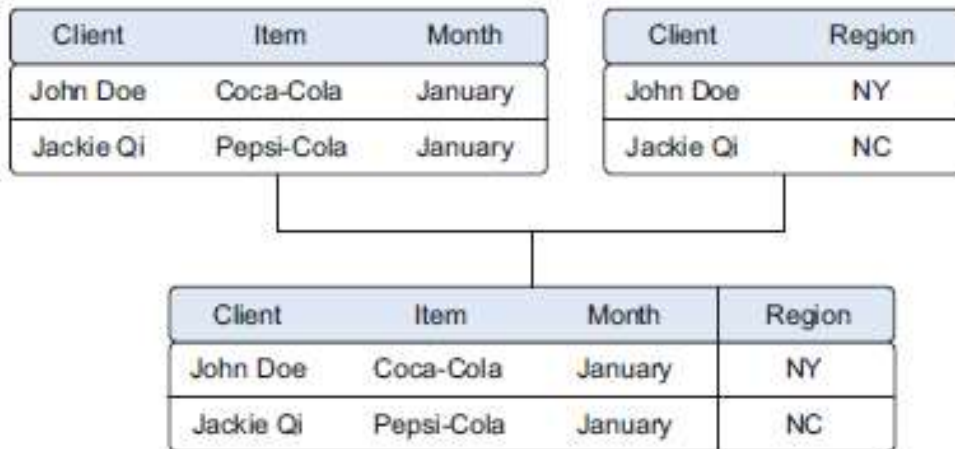 Client Item Month
John Doe Coca-Cola January
Jackie Qi Pepsi-Cola January
Client Region
John Doe NY
Jackie Qi NC
Client Item Month Region
John Doe Coca-Cola January NY
Jackie Qi Pepsi-Cola January NC